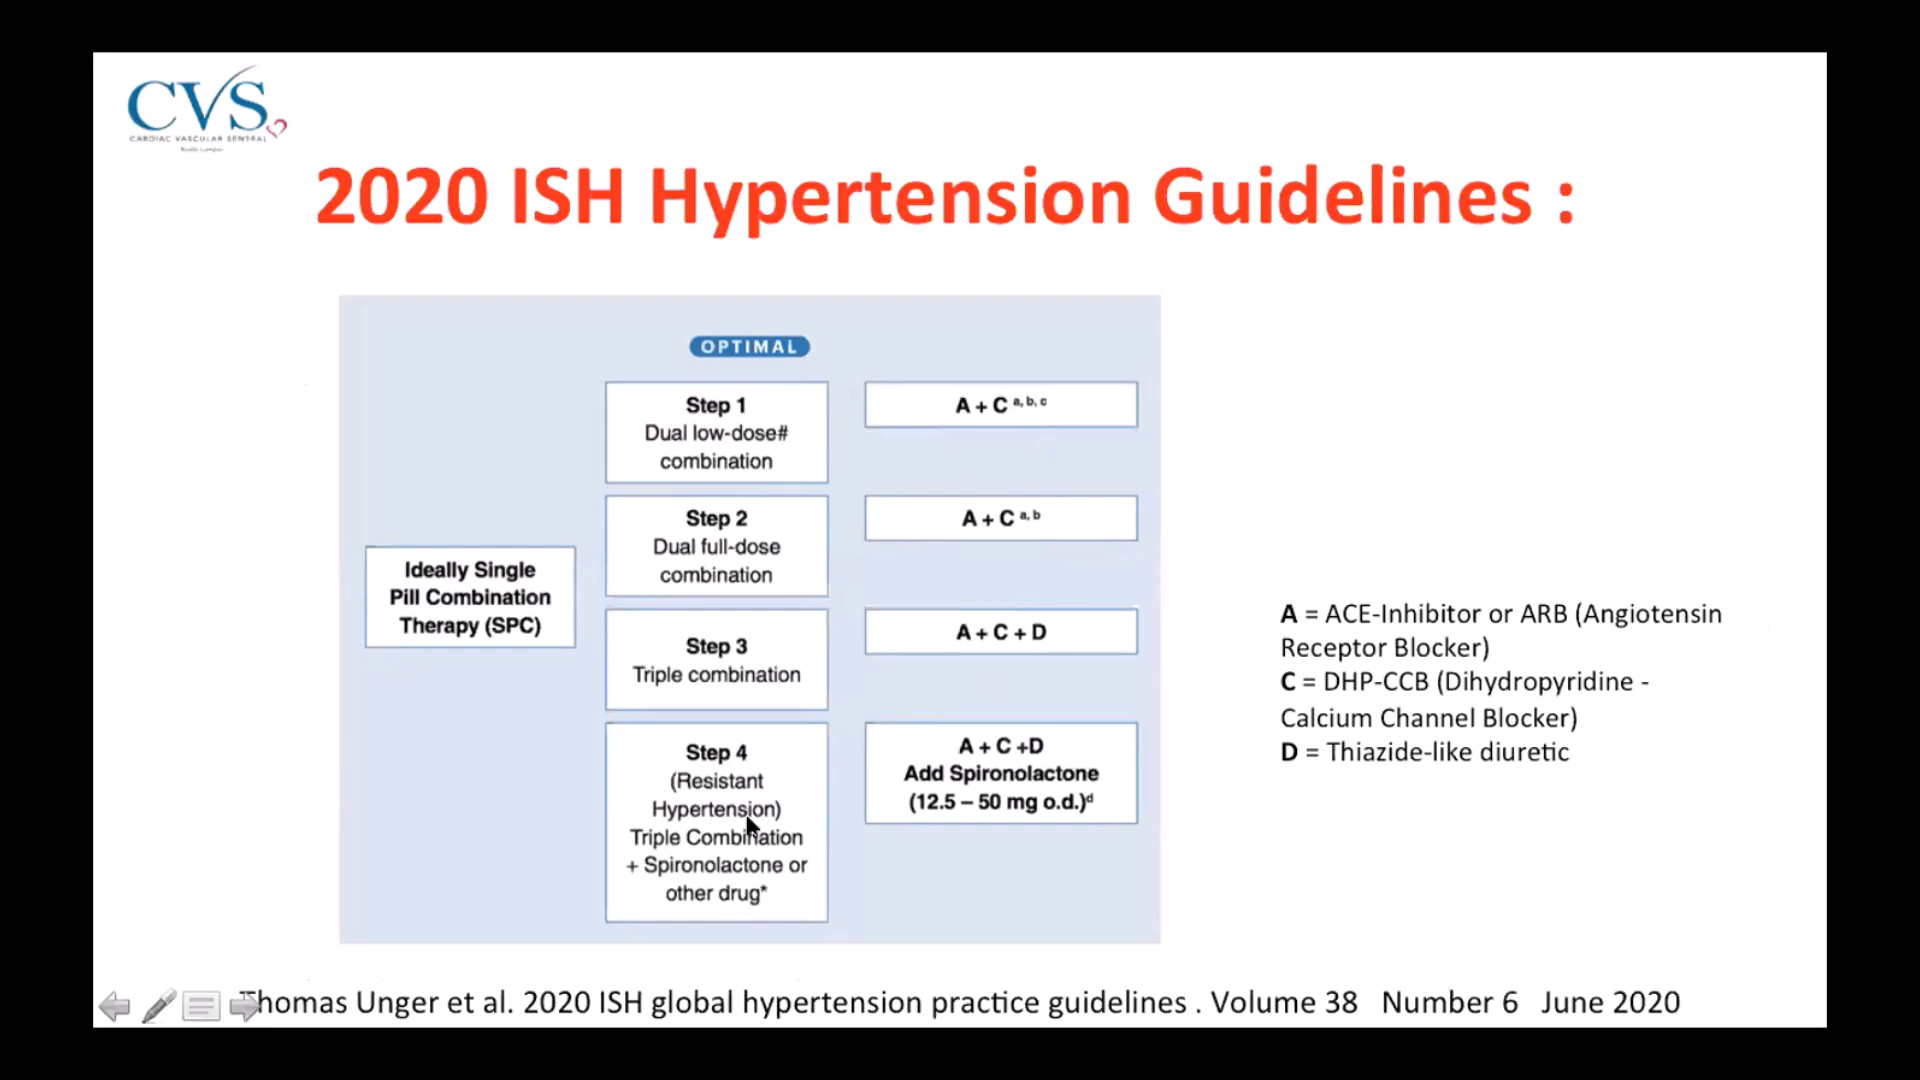 CVS
CARDIAC VASCULAR SENTRAL
Kuala Lumpur
2020 ISH Hypertension Guidelines :
OPTIMAL
Ideally Single
Pill Combination
Therapy (SPC)
Step 1
Dual low-dose#
combination
A + C a, b, c
Step 2
Dual full-dose
combination
A + C a, b
Step 3
Triple combination
A + C + D
Step 4
(Resistant
Hypertension)
Triple Combination
+ Spironolactone or
other drug*
A + C +D
Add Spironolactone
(12.5 – 50 mg o.d.)d
A = ACE-Inhibitor or ARB (Angiotensin
Receptor Blocker)
C = DHP-CCB (Dihydropyridine -
Calcium Channel Blocker)
D = Thiazide-like diuretic
Thomas Unger et al. 2020 ISH global hypertension practice guidelines . Volume 38 Number 6 June 2020